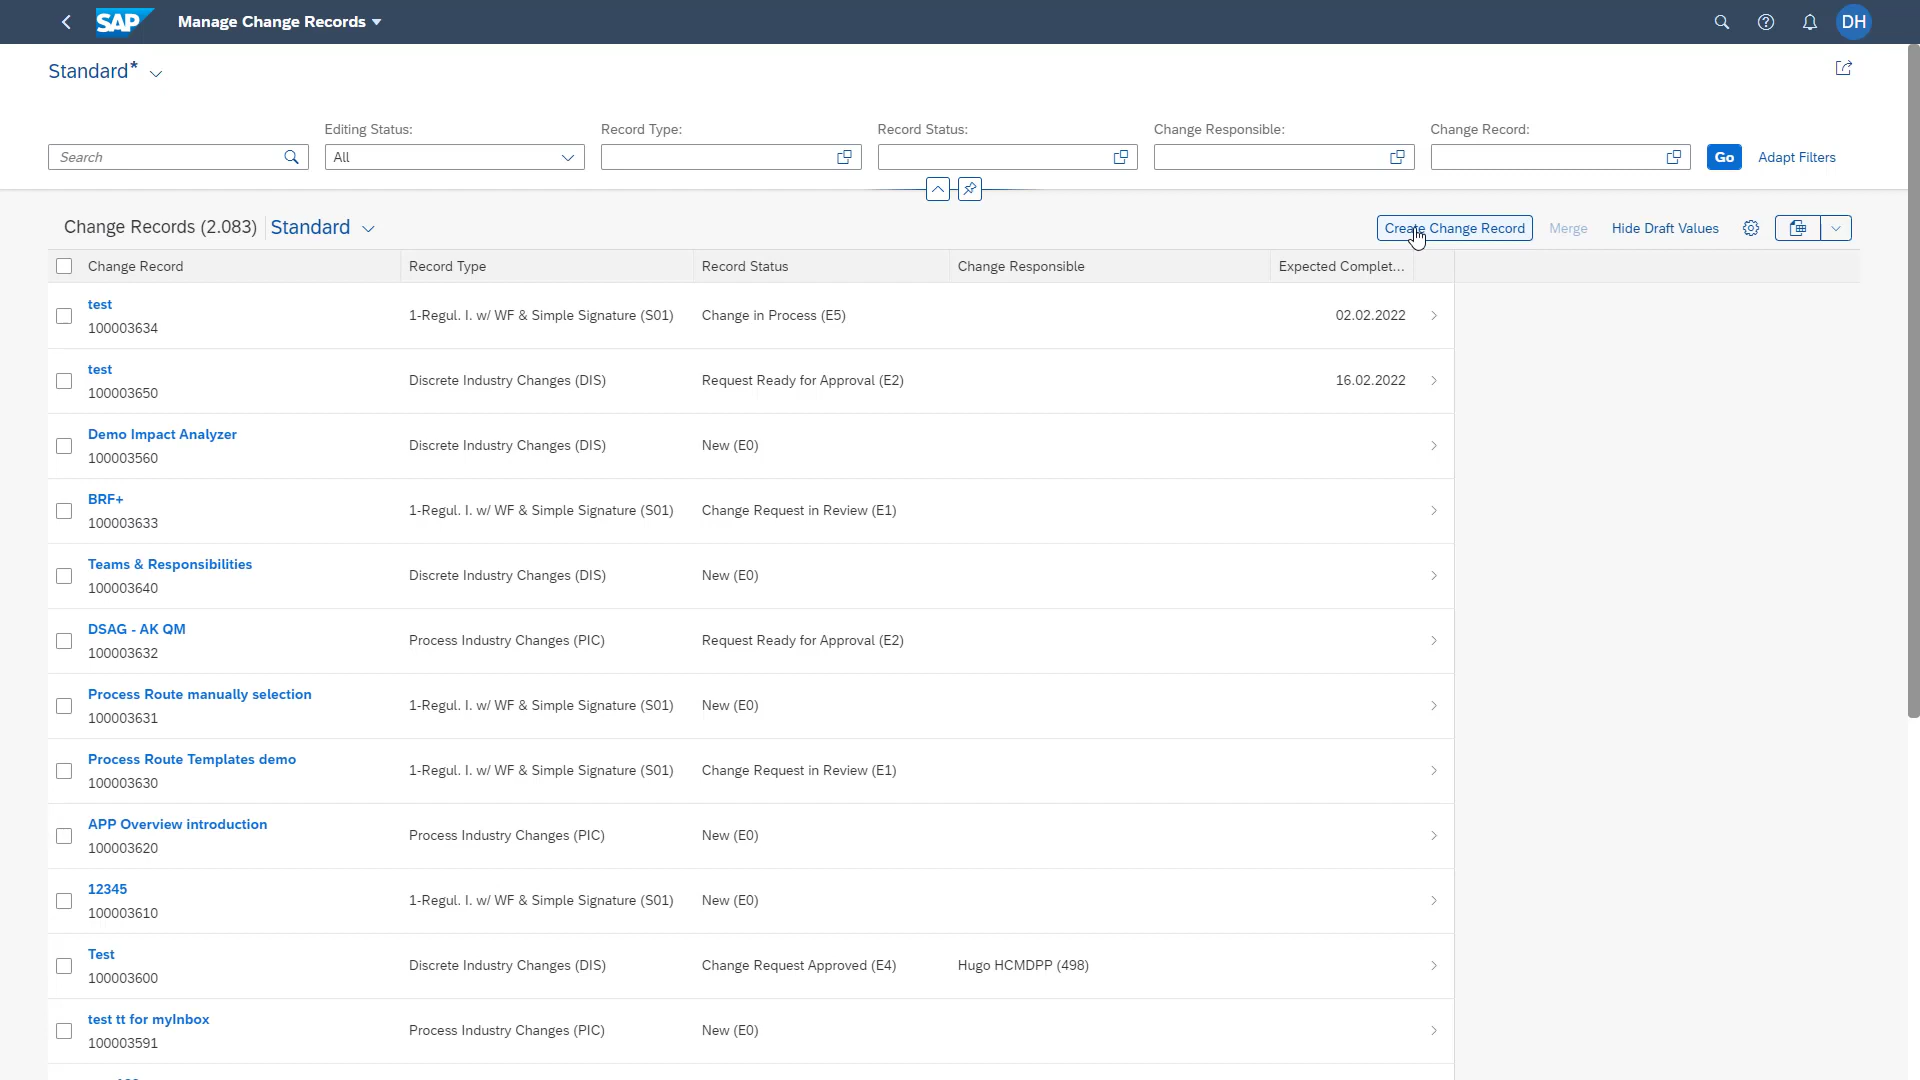 SAP Manage Change Records DH
Standard*
Editing Status: Record Type: Record Status: Change Responsible: Change Record:
Search All Go Adapt Filters
Change Records (2.083) Standard Create Change Record Merge Hide Draft Values
Change Record Record Type Record Status Change Responsible Expected Complet...
test
100003634 1-Regul. I. w/ WF & Simple Signature (S01) Change in Process (E5) 02.02.2022
test
100003650 Discrete Industry Changes (DIS) Request Ready for Approval (E2) 16.02.2022
Demo Impact Analyzer
100003560 Discrete Industry Changes (DIS) New (E0)
BRF+
100003633 1-Regul. I. w/ WF & Simple Signature (S01) Change Request in Review (E1)
Teams & Responsibilities
100003640 Discrete Industry Changes (DIS) New (E0)
DSAG - AK QM
100003632 Process Industry Changes (PIC) Request Ready for Approval (E2)
Process Route manually selection
100003631 1-Regul. I. w/ WF & Simple Signature (S01) New (E0)
Process Route Templates demo
100003630 1-Regul. I. w/ WF & Simple Signature (S01) Change Request in Review (E1)
APP Overview introduction
100003620 Process Industry Changes (PIC) New (E0)
12345
100003610 1-Regul. I. w/ WF & Simple Signature (S01) New (E0)
Test
100003600 Discrete Industry Changes (DIS) Change Request Approved (E4) Hugo HCMDPP (498)
test tt for myInbox
100003591 Process Industry Changes (PIC) New (E0)